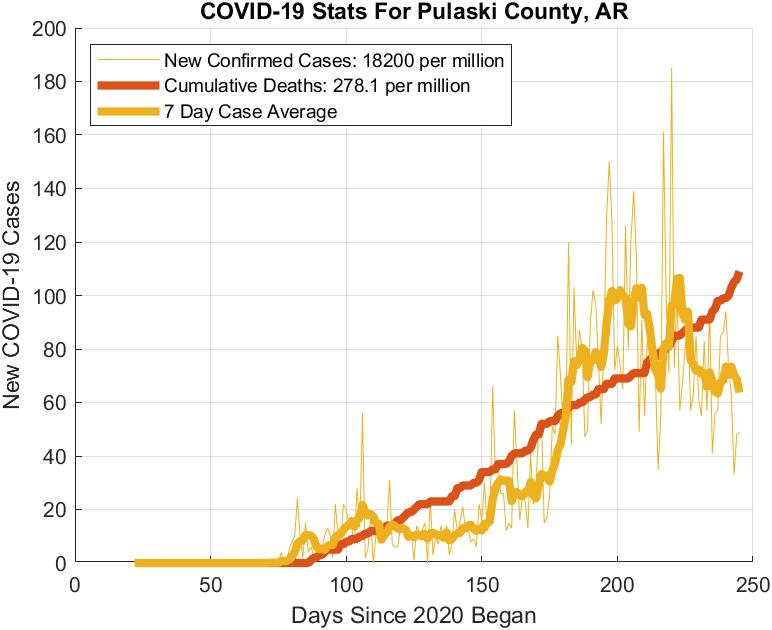 COVID-19 Stats For Pulaski County, AR
New Confirmed Cases: 18200 per million
Cumulative Deaths: 278.1 per million
7 Day Case Average
New COVID-19 Cases
200
180
160
140
120
100
80
60
40
20
0
0 50 100 150 200 250
Days Since 2020 Began